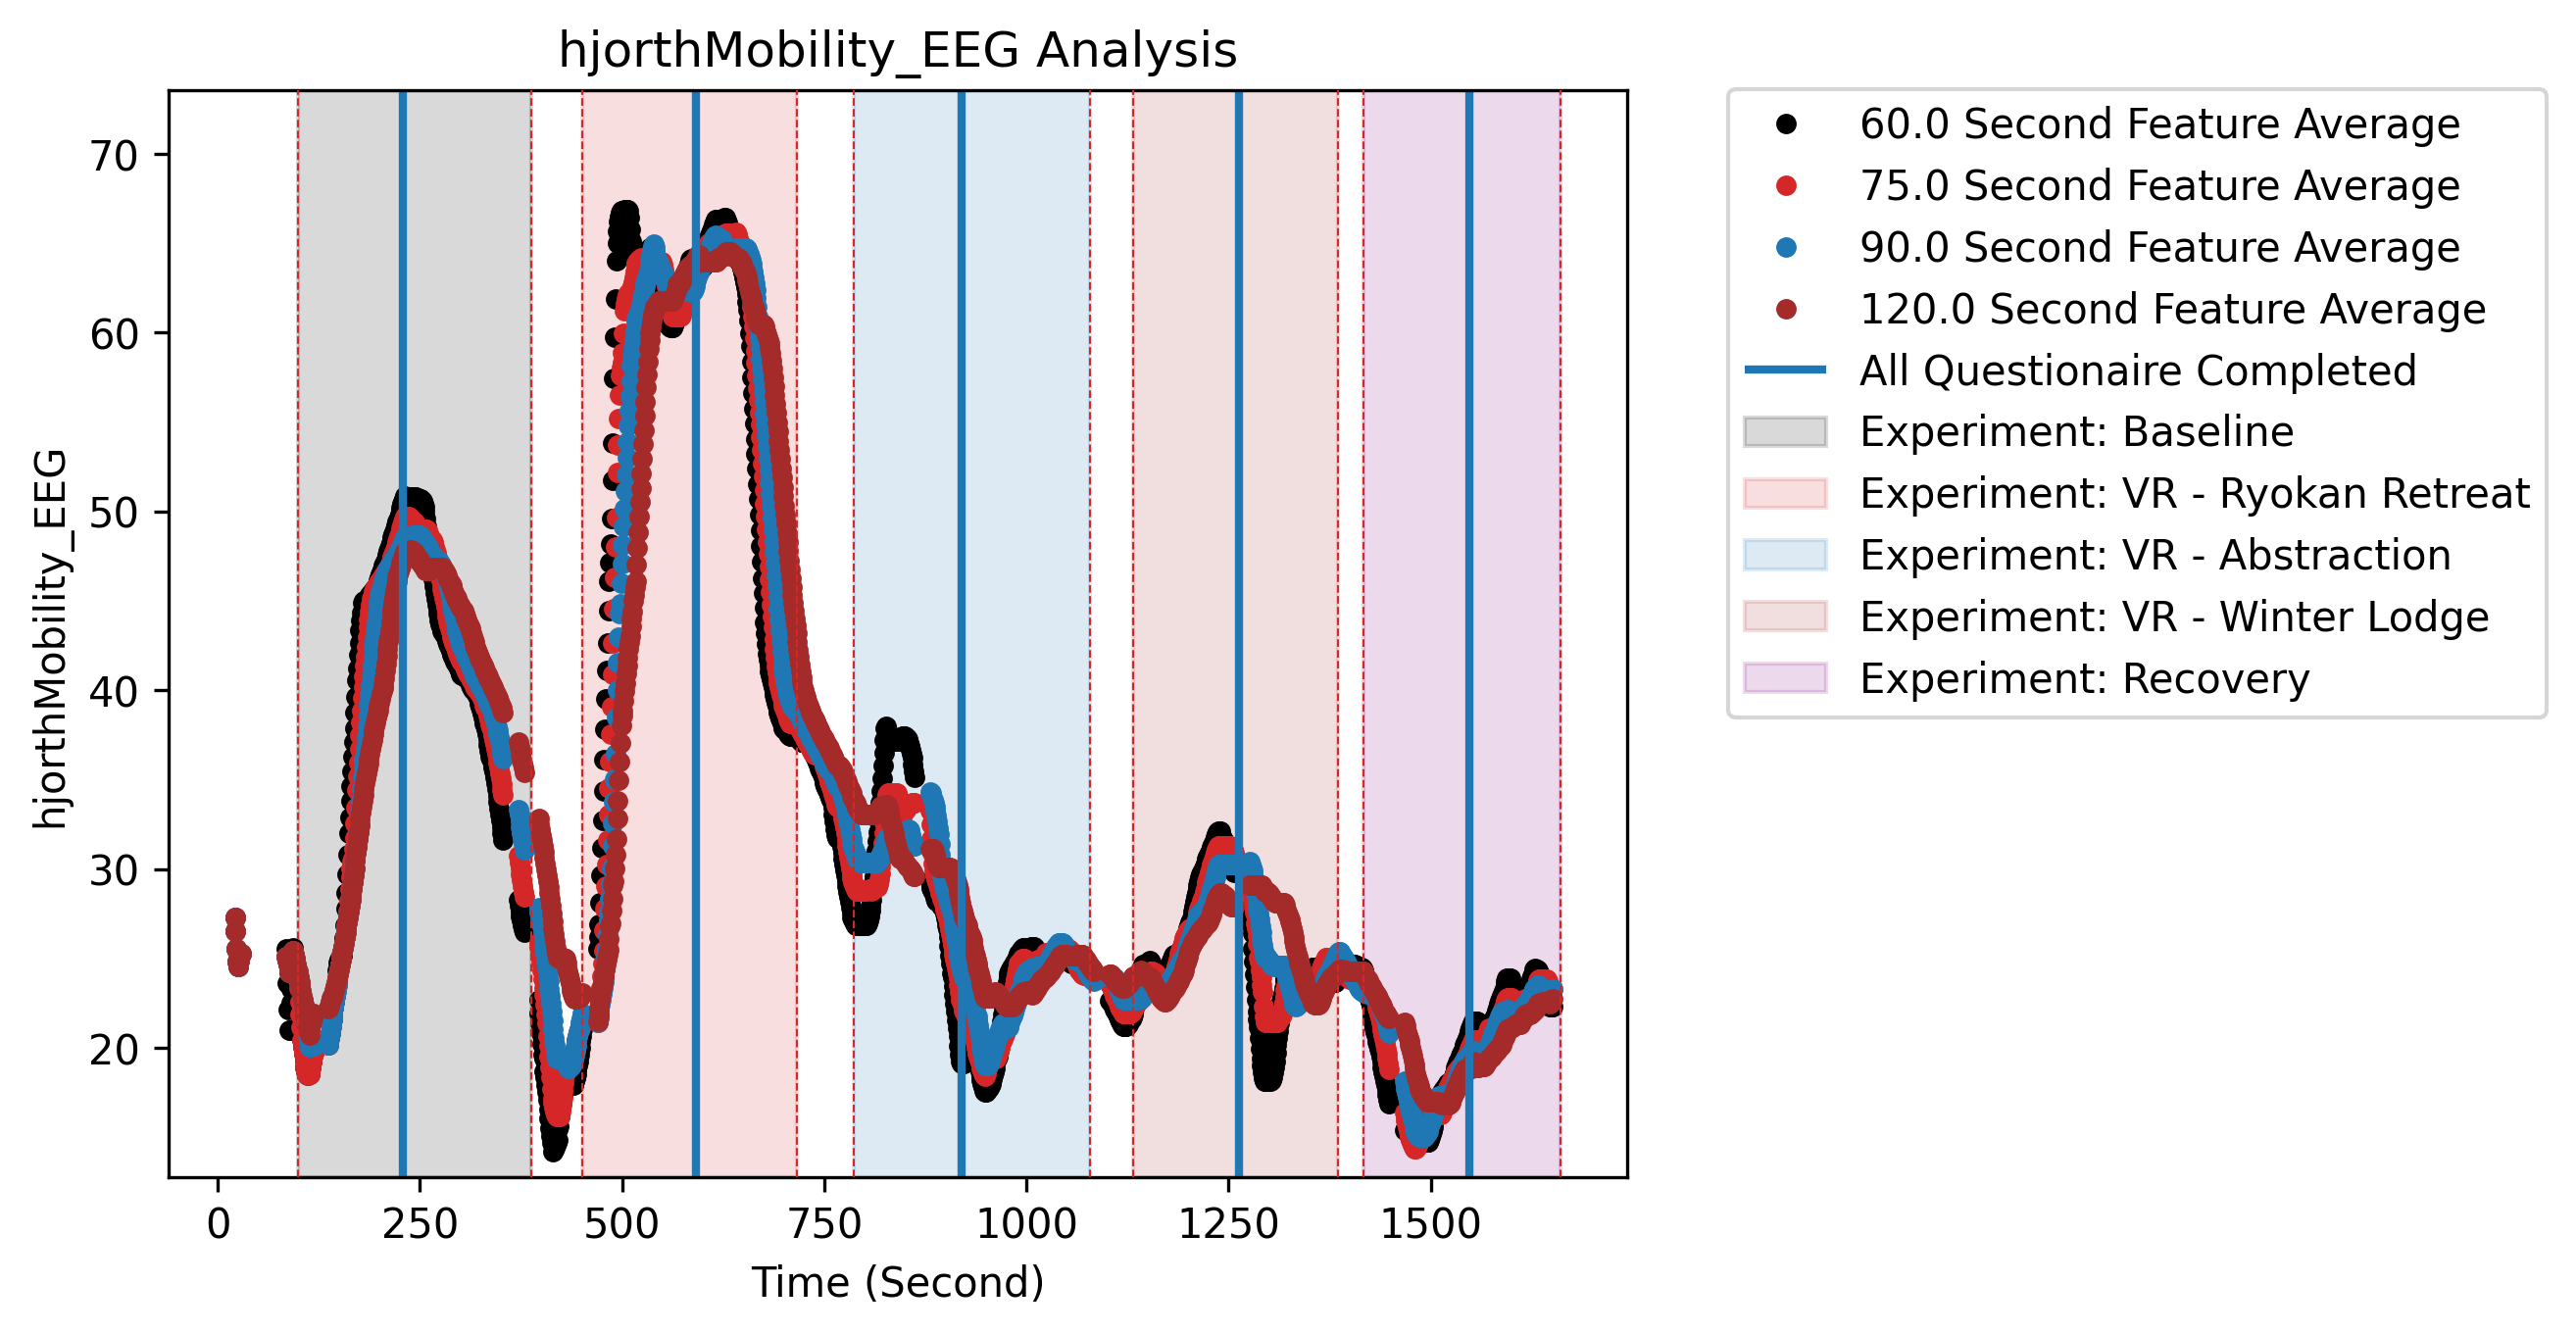 hjorthMobility_EEG Analysis
hjorthMobility_EEG
70
60
50
40
30
20
0
250
500
750
1000
1250
1500
Time (Second)
60.0 Second Feature Average
75.0 Second Feature Average
90.0 Second Feature Average
120.0 Second Feature Average
All Questionaire Completed
Experiment: Baseline
Experiment: VR - Ryokan Retreat
Experiment: VR - Abstraction
Experiment: VR - Winter Lodge
Experiment: Recovery